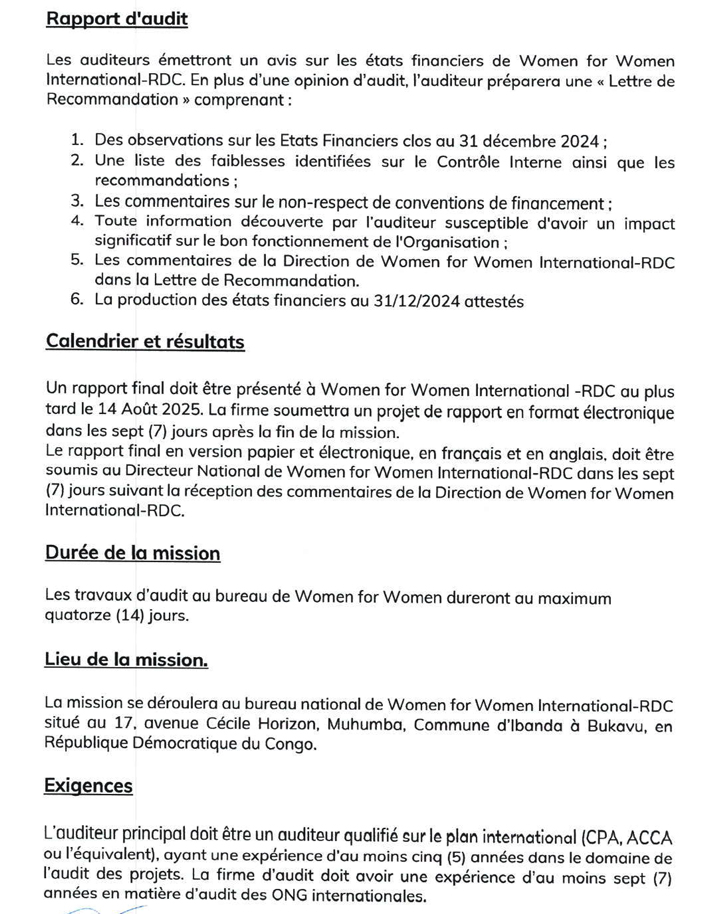 Rapport d'audit
Les auditeurs émettront un avis sur les états financiers de Women for Women
International-RDC. En plus d'une opinion d'audit, l'auditeur préparera une « Lettre de
Recommandation » comprenant :
1. Des observations sur les Etats Financiers clos au 31 décembre 2024 ;
2. Une liste des faiblesses identifiées sur le Contrôle Interne ainsi que les
recommandations ;
3. Les commentaires sur le non-respect de conventions de financement ;
4. Toute information découverte par l'auditeur susceptible d'avoir un impact
significatif sur le bon fonctionnement de l'Organisation ;
5. Les commentaires de la Direction de Women for Women International-RDC
dans la Lettre de Recommandation.
6. La production des états financiers au 31/12/2024 attestés
Calendrier et résultats
Un rapport final doit être présenté à Women for Women International -RDC au plus
tard le 14 Août 2025. La firme soumettra un projet de rapport en format électronique
dans les sept (7) jours après la fin de la mission.
Le rapport final en version papier et électronique, en français et en anglais, doit être
soumis au Directeur National de Women for Women International-RDC dans les sept
(7) jours suivant la réception des commentaires de la Direction de Women for Women
International-RDC.
Durée de la mission
Les travaux d'audit au bureau de Women for Women dureront au maximum
quatorze (14) jours.
Lieu de la mission.
La mission se déroulera au bureau national de Women for Women International-RDC
situé au 17, avenue Cécile Horizon, Muhumba, Commune d'Ibanda à Bukavu, en
République Démocratique du Congo.
Exigences
L'auditeur principal doit être un auditeur qualifié sur le plan international (CPA, ACCA
ou l'équivalent), ayant une expérience d'au moins cinq (5) années dans le domaine de
l'audit des projets. La firme d'audit doit avoir une expérience d'au moins sept (7)
années en matière d'audit des ONG internationales.